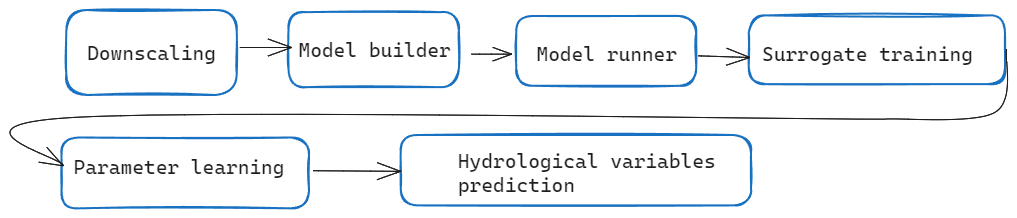 Downscaling
Model builder
Model runner
Surrogate training
Parameter learning
Hydrological variables
prediction